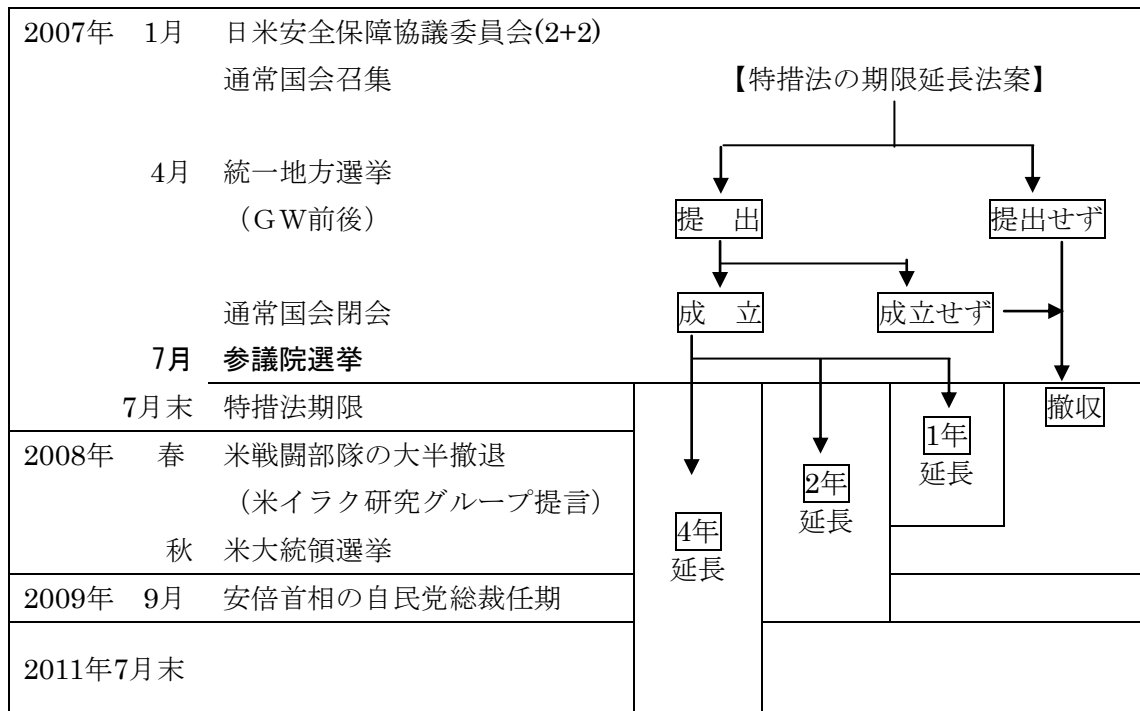 2007年 1月 日米安全保障協議委員会(2+2)
通常国会召集 【特措法の期限延長法案】
4月 統一地方選挙
（ＧＷ前後） 提 出 提出せず
通常国会閉会 成 立 成立せず
7月 参議院選挙
7月末 特措法期限 撤収
1年
2008年 春 米戦闘部隊の大半撤退 延長
2年
（米イラク研究グループ提言） 延長
4年
秋 米大統領選挙 延長
2009年 9月 安倍首相の自民党総裁任期
2011年7月末